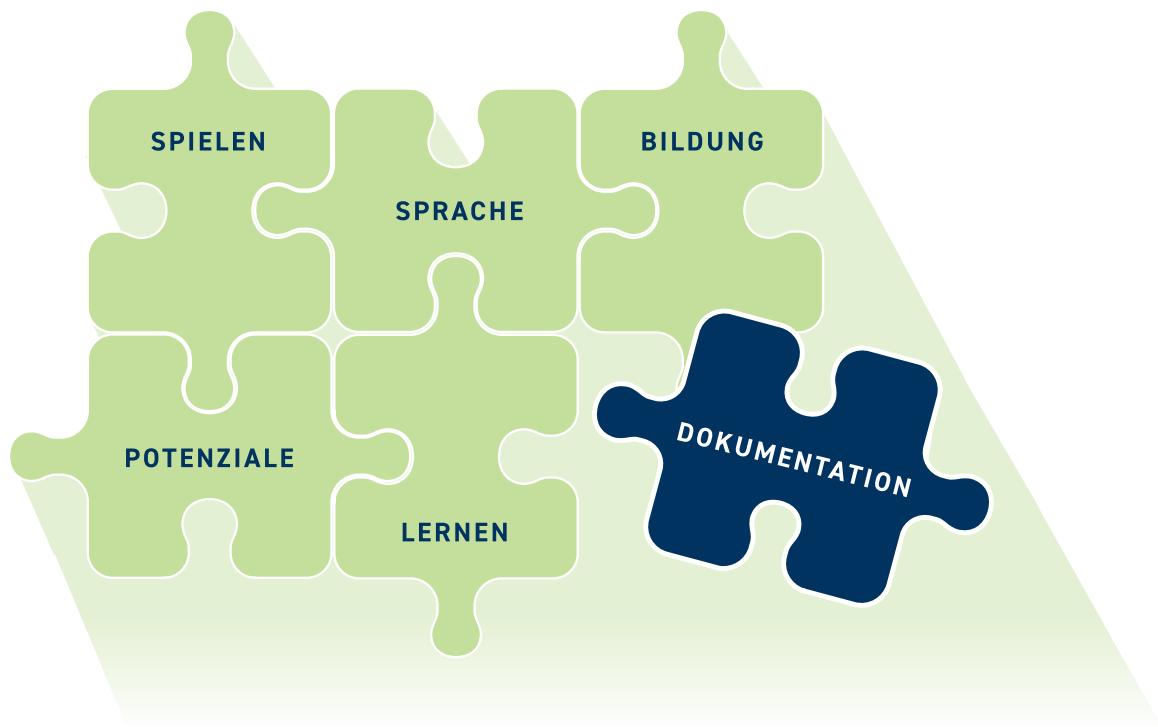 SPIELEN
BILDUNG
SPRACHE
POTENZIALE
DOKUMENTATION
LERNEN